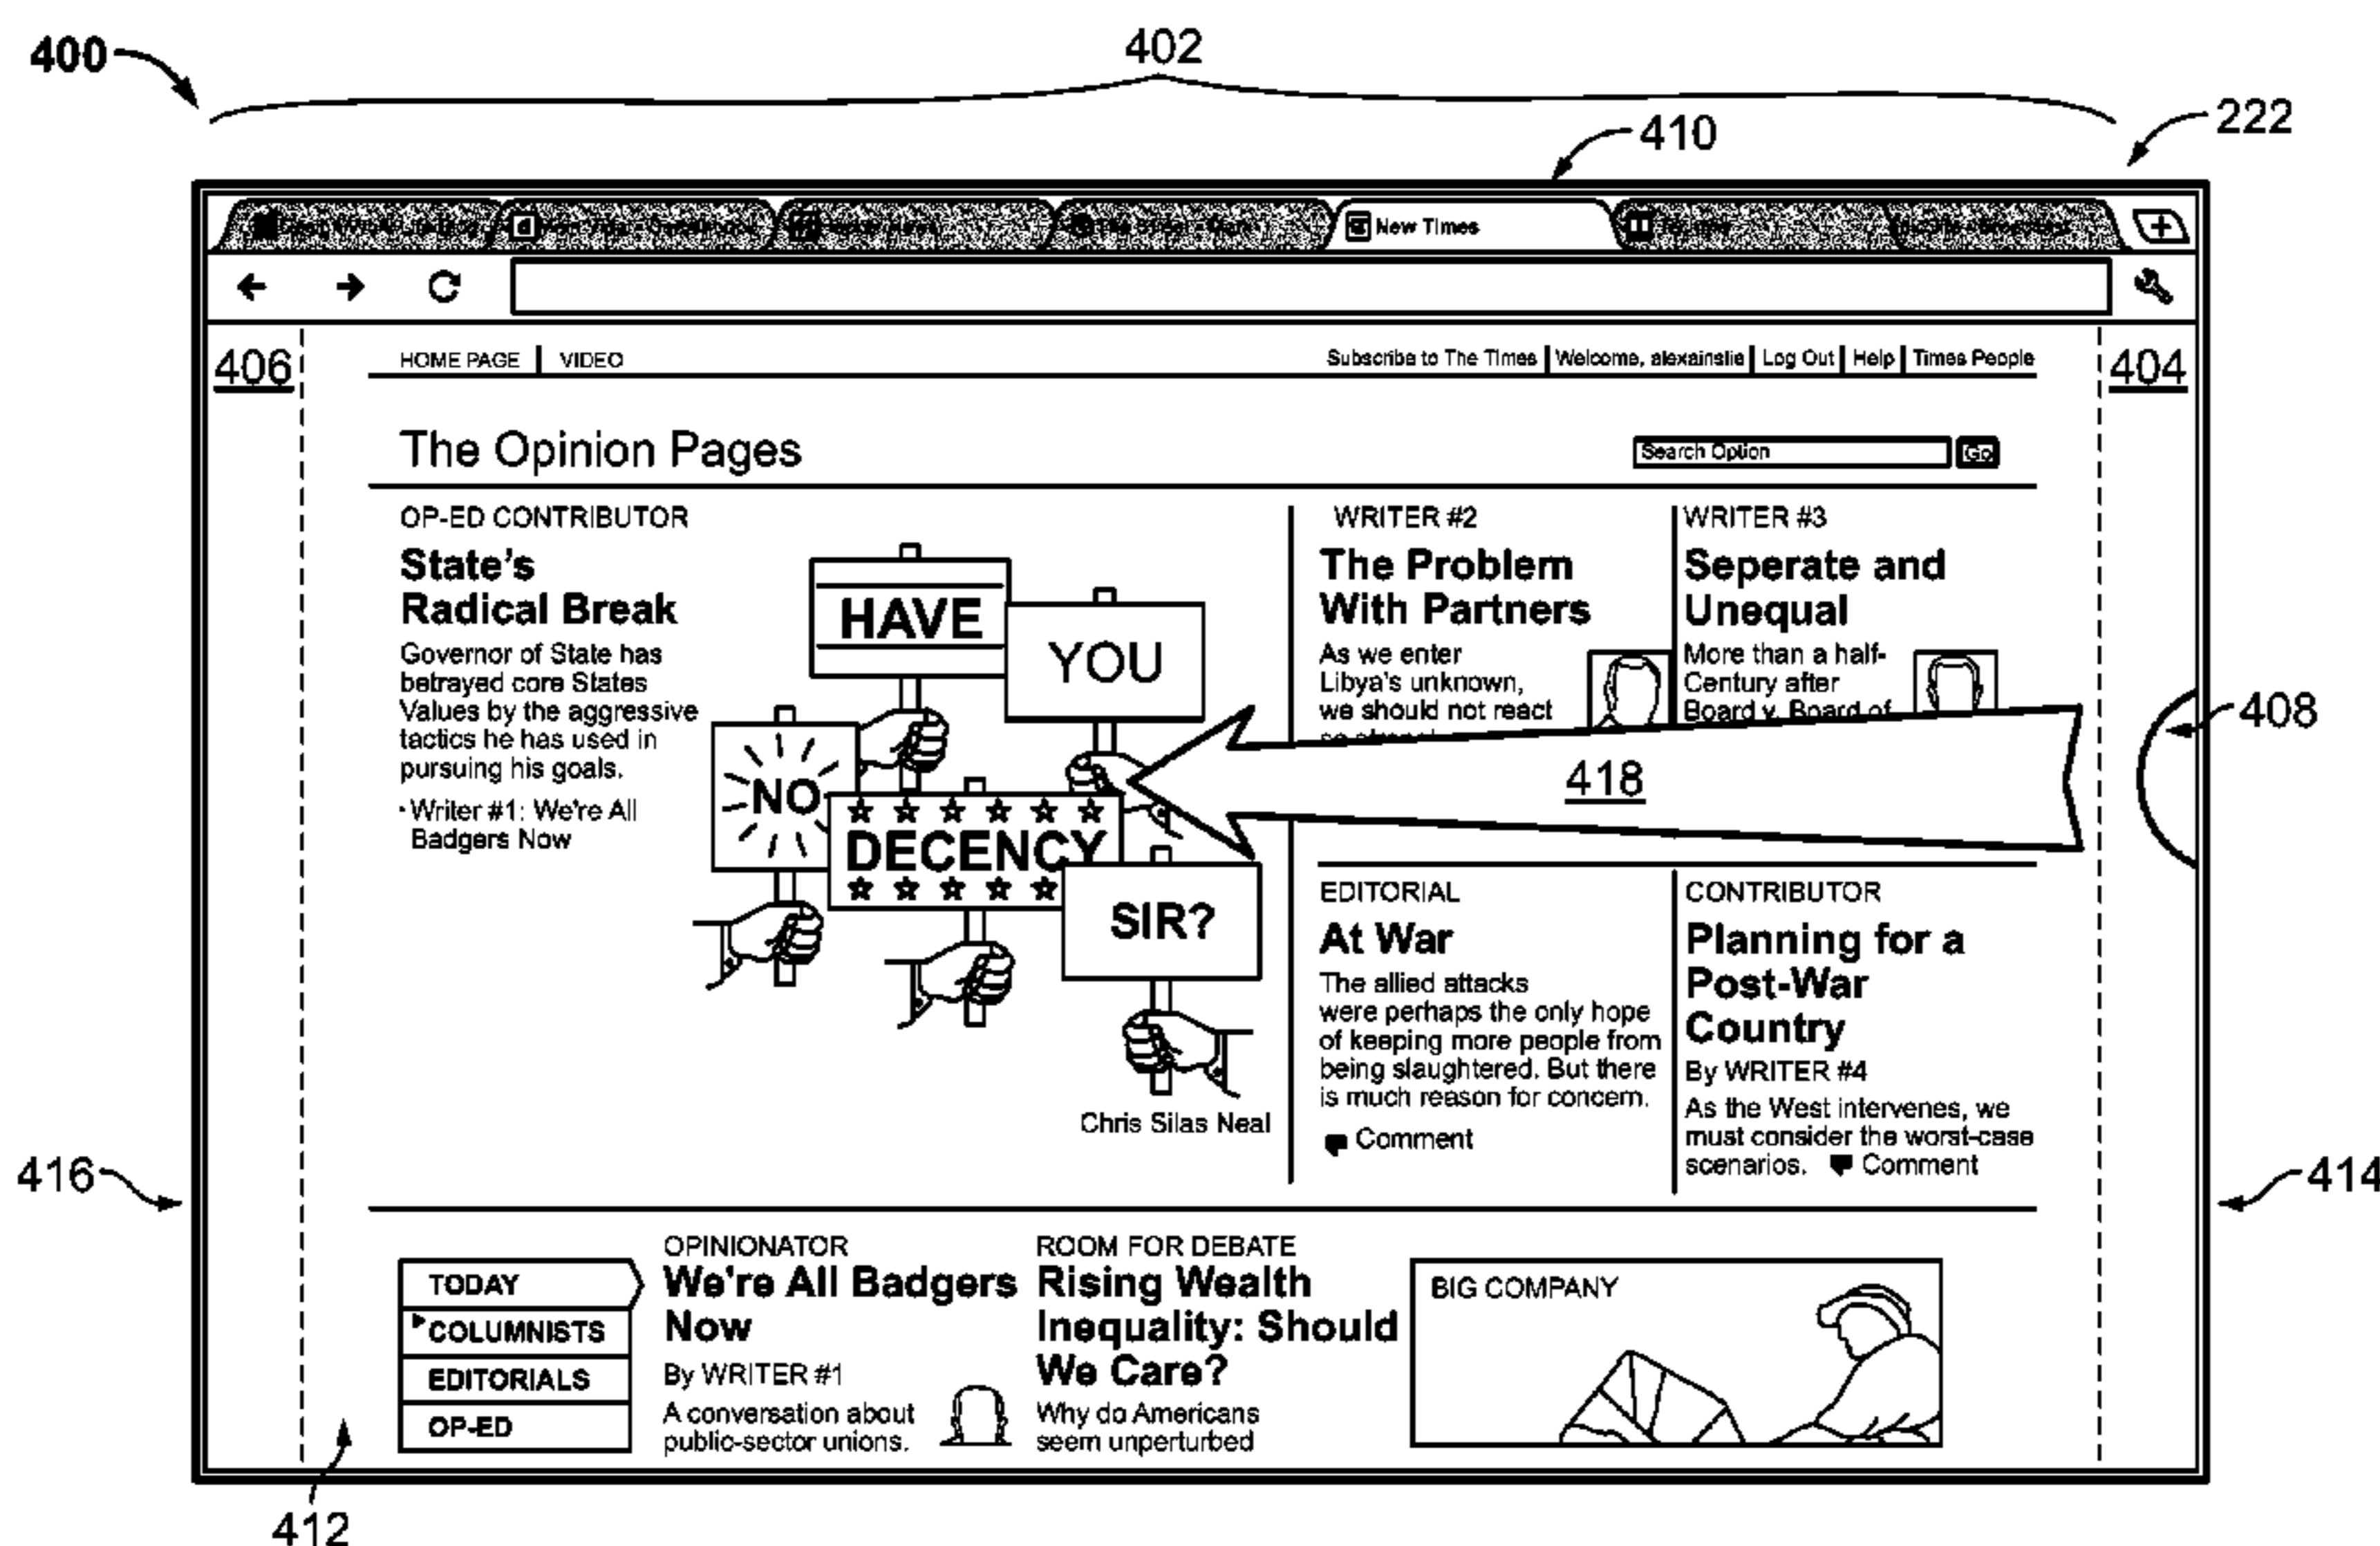 400
402
410
222
New Times
406
HOME PAGE VIDEO
Subscribe to The Times Welcome, alexainslie Log Out Help Times People
404
The Opinion Pages
Search Option Go
OP-ED CONTRIBUTOR
State's
Radical Break
Governor of State has
betrayed core States
Values by the aggressive
tactics he has used in
pursuing his goals.
Writer #1: We're All
Badgers Now
HAVE
YOU
NO
DECENCY
SIR?
Chris Silas Neal
WRITER #2
The Problem
With Partners
As we enter
Libya's unknown,
we should not react
WRITER #3
Seperate and
Unequal
More than a half-
Century after
Board v. Board of
408
418
EDITORIAL
At War
The allied attacks
were perhaps the only hope
of keeping more people from
being slaughtered. But there
is much reason for concern.
Comment
CONTRIBUTOR
Planning for a
Post-War
Country
By WRITER #4
As the West intervenes, we
must consider the worst-case
scenarios. Comment
416
414
TODAY
COLUMNISTS
EDITORIALS
OP-ED
OPINIONATOR
We're All Badgers
Now
By WRITER #1
A conversation about
public-sector unions.
ROOM FOR DEBATE
Rising Wealth
Inequality: Should
We Care?
Why do Americans
seem unperturbed
BIG COMPANY
412